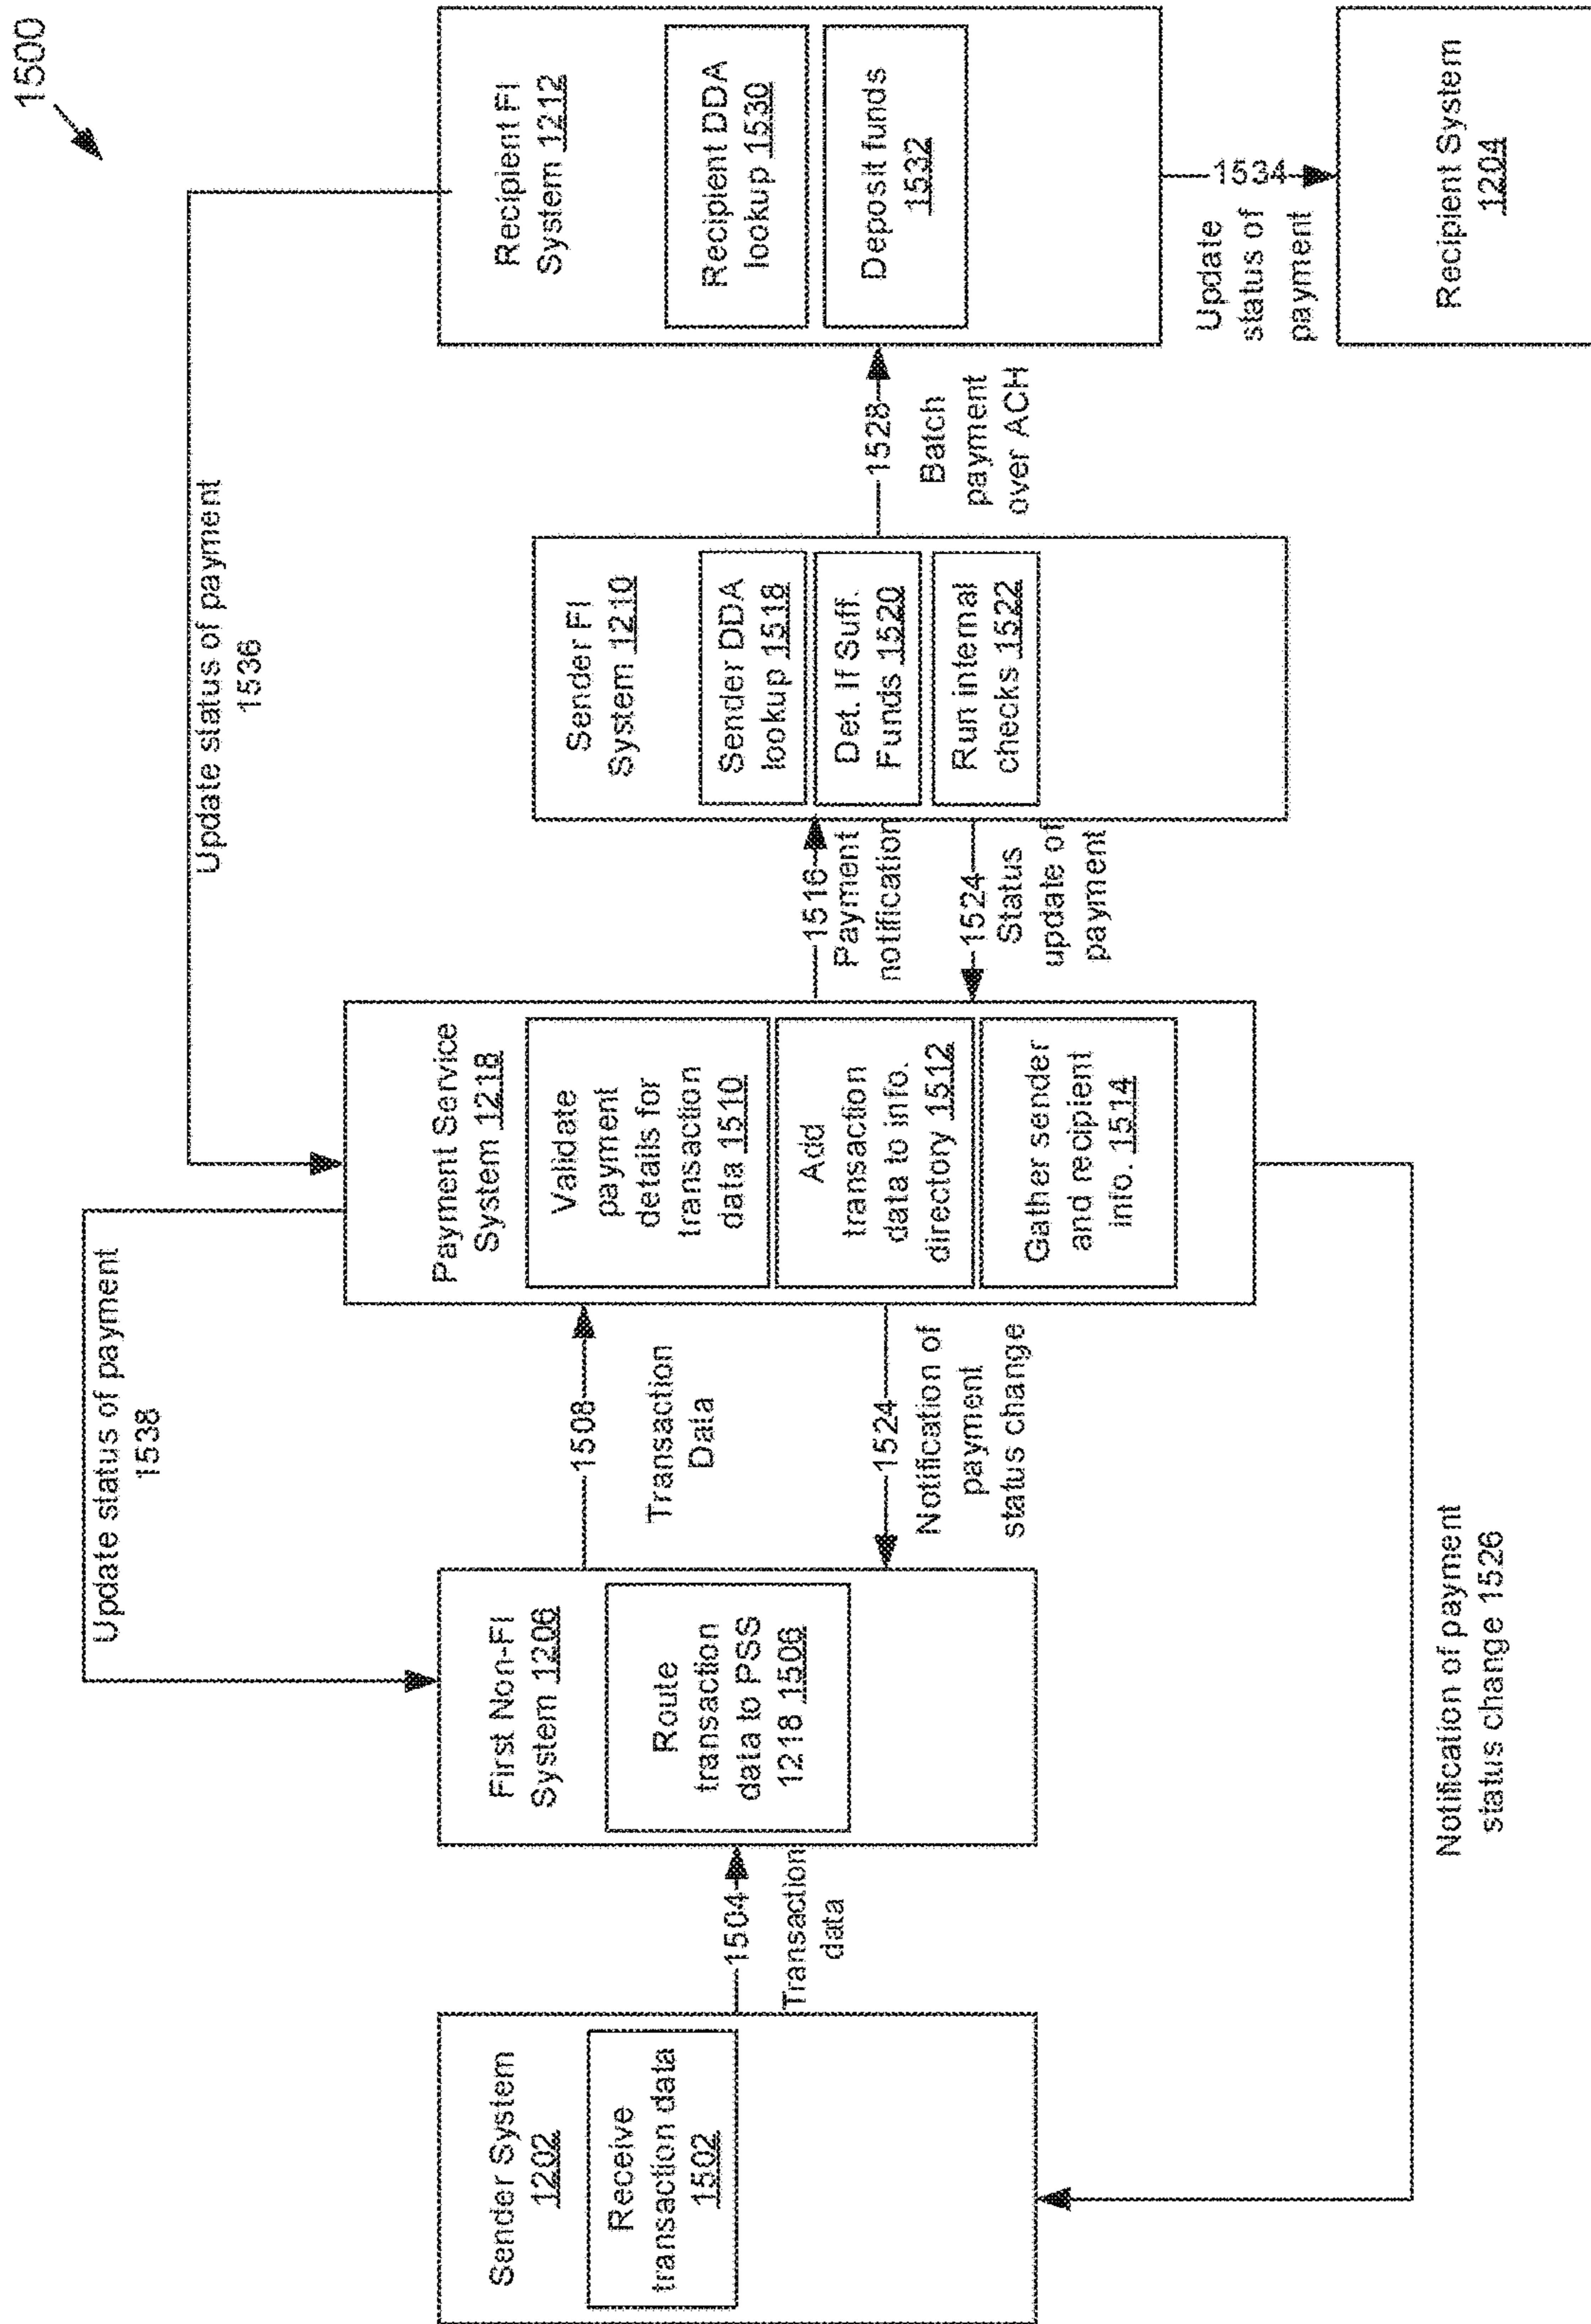 1500
Update status of payment
1538
Update status of payment
1536
Sender System
1202
Receive
transaction data
1502
1504
Transaction
data
First Non-FI
System 1206
Route
transaction
data to PSS
1218 1506
1508
Transaction
Data
1524
Notification of
payment
status change
Payment Service
System 1218
Validate
payment
details for
transaction
data 1510
Add
transaction
data to info.
directory 1512
Gather sender
and recipient
info. 1514
1516
Payment
notification
1524
Status
update of
payment
Sender FI
System 1210
Sender DDA
lookup 1518
Det. If Suff.
Funds 1520
Run internal
checks 1522
1528
Batch
payment
over ACH
Recipient FI
System 1212
Recipient DDA
lookup 1530
Deposit funds
1532
1534
Update
status of
payment
Recipient System
1204
Notification of payment
status change 1526